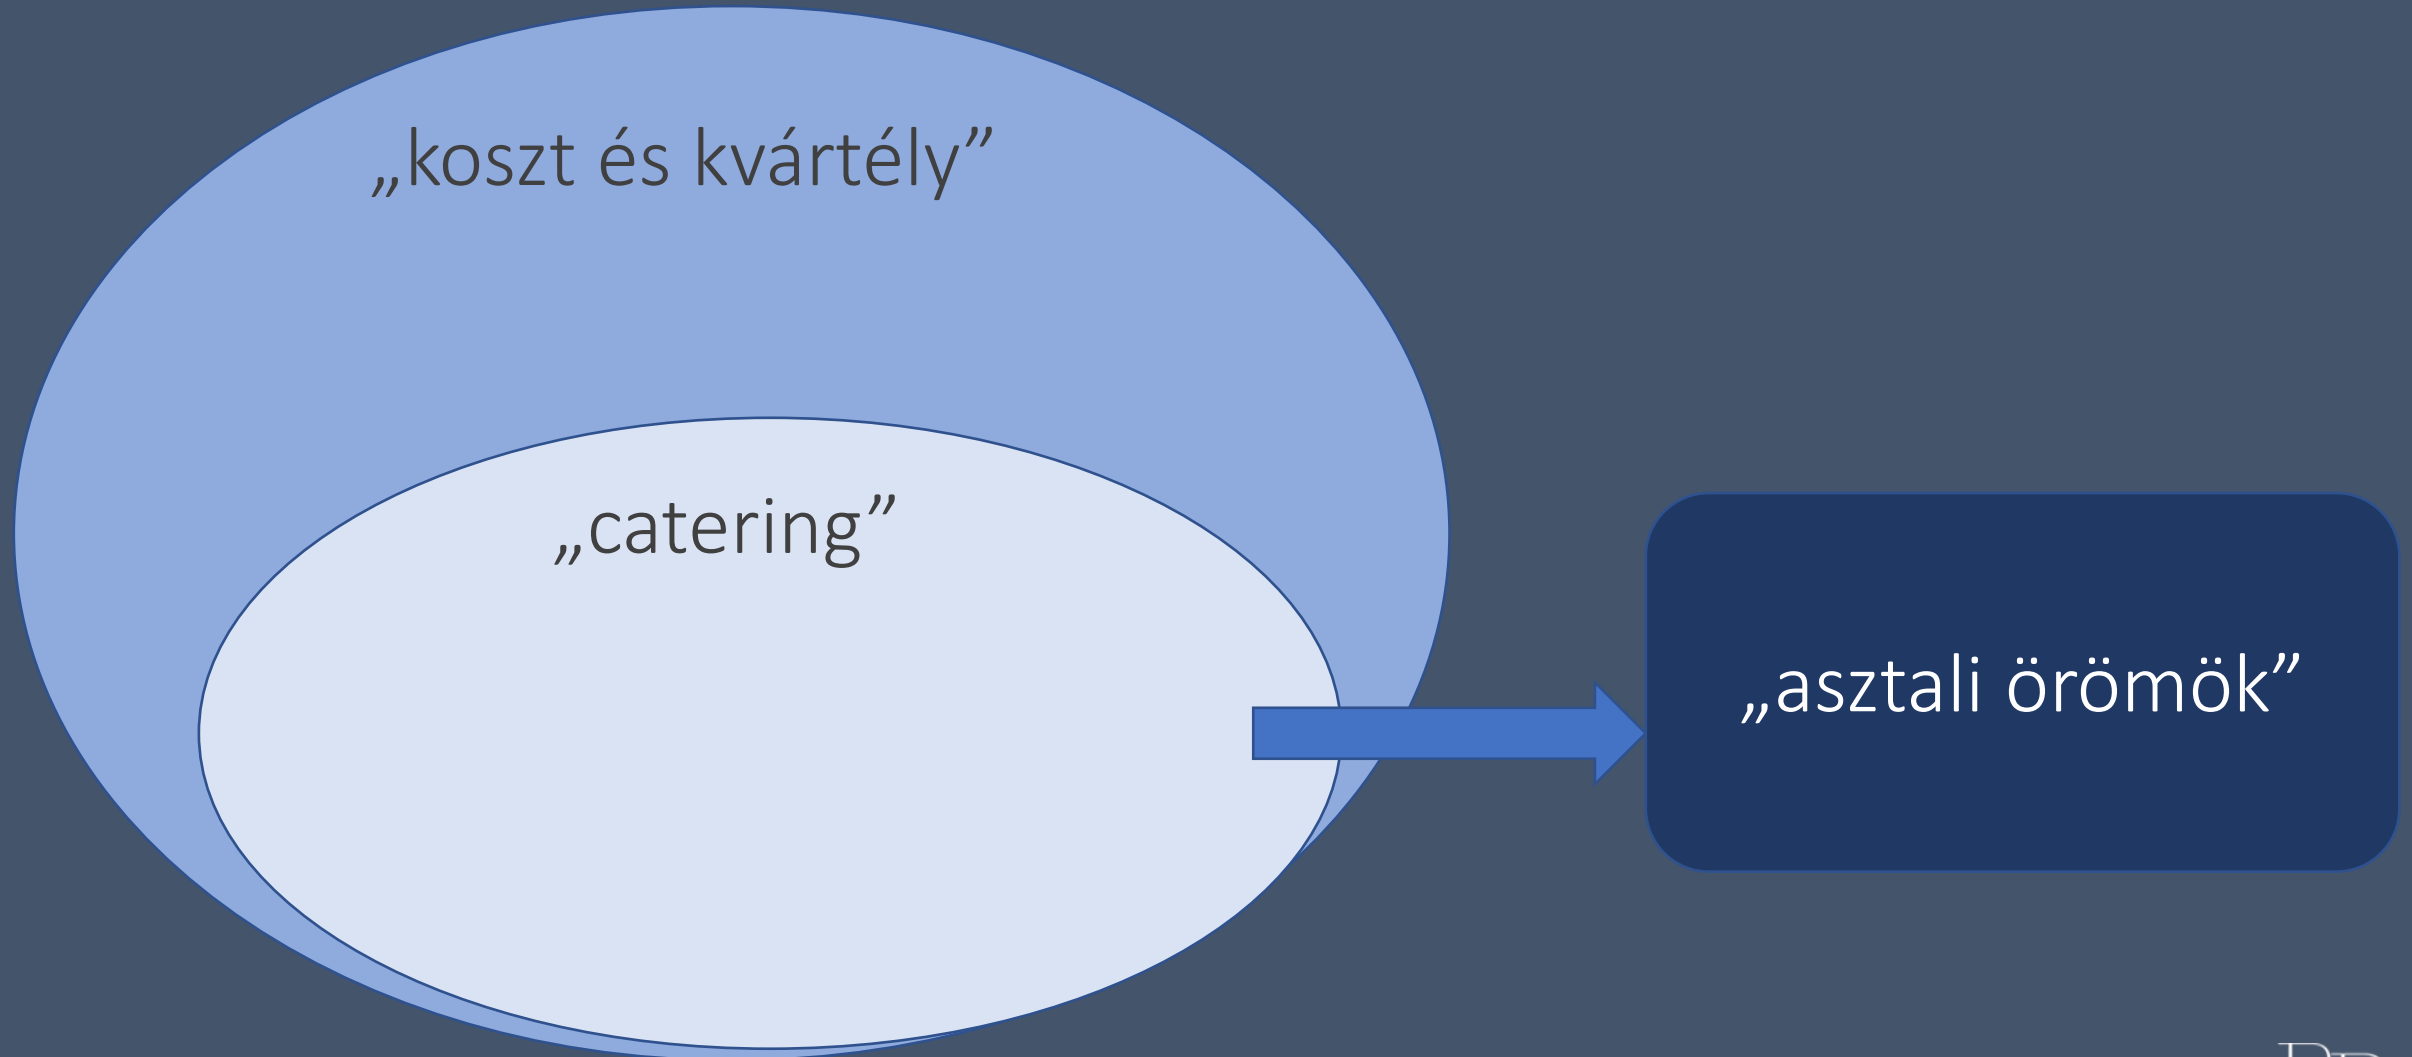 „koszt és kvártély”
„catering”
„asztali örömök”